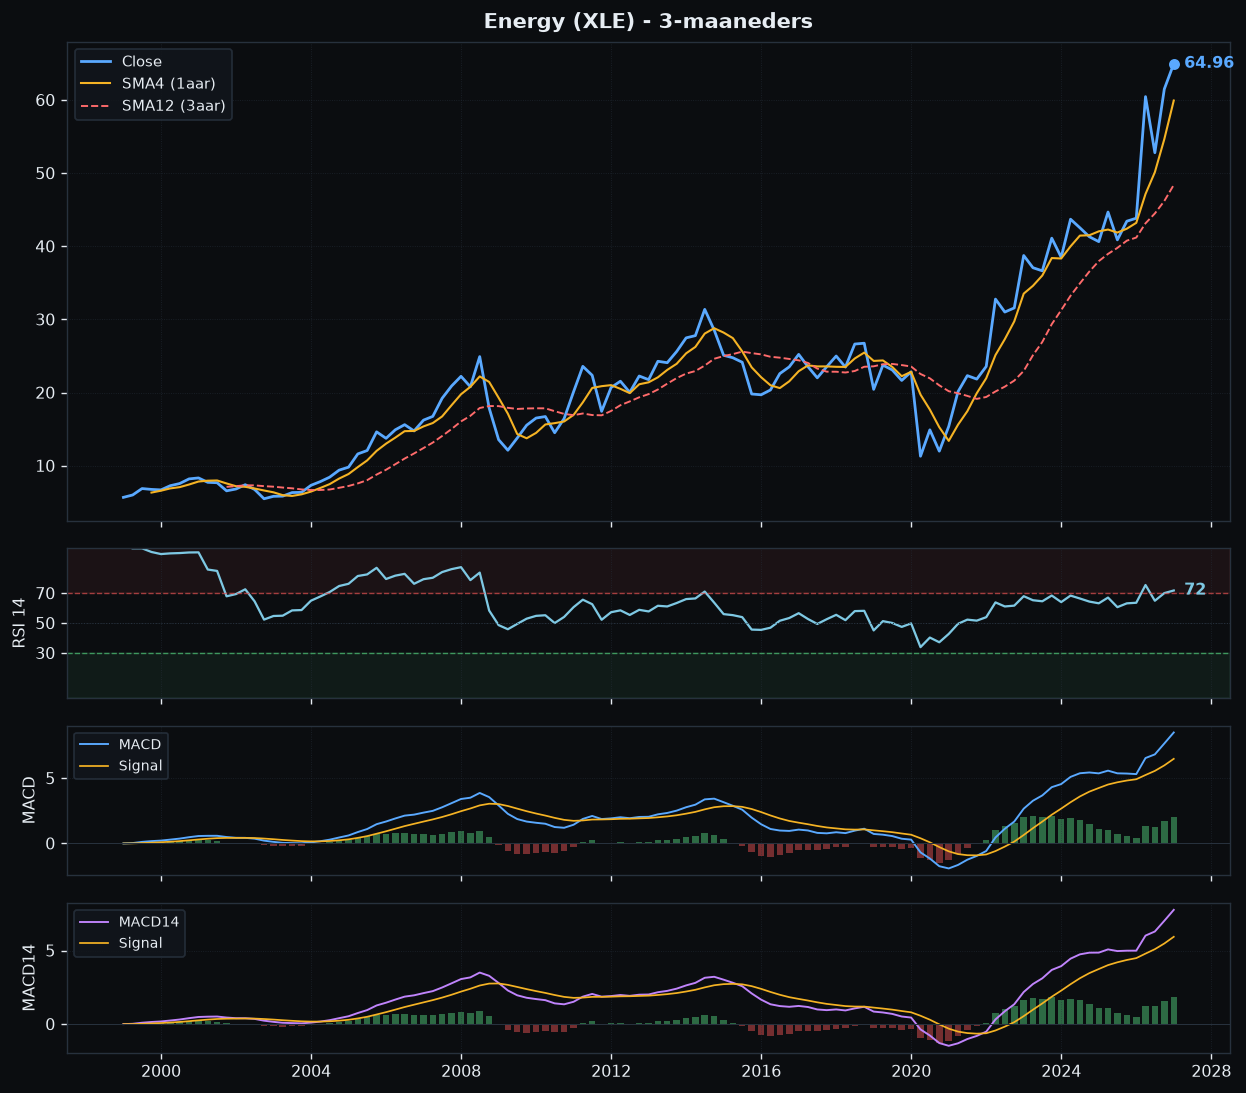 Energy (XLE) - 3-maaneders
Close
SMA4 (1aar)
SMA12 (3aar)
64.96
60
50
40
30
20
10
RSI 14
70
50
30
72
MACD
Signal
MACD
5
0
MACD14
Signal
MACD14
5
0
2000 2004 2008 2012 2016 2020 2024 2028